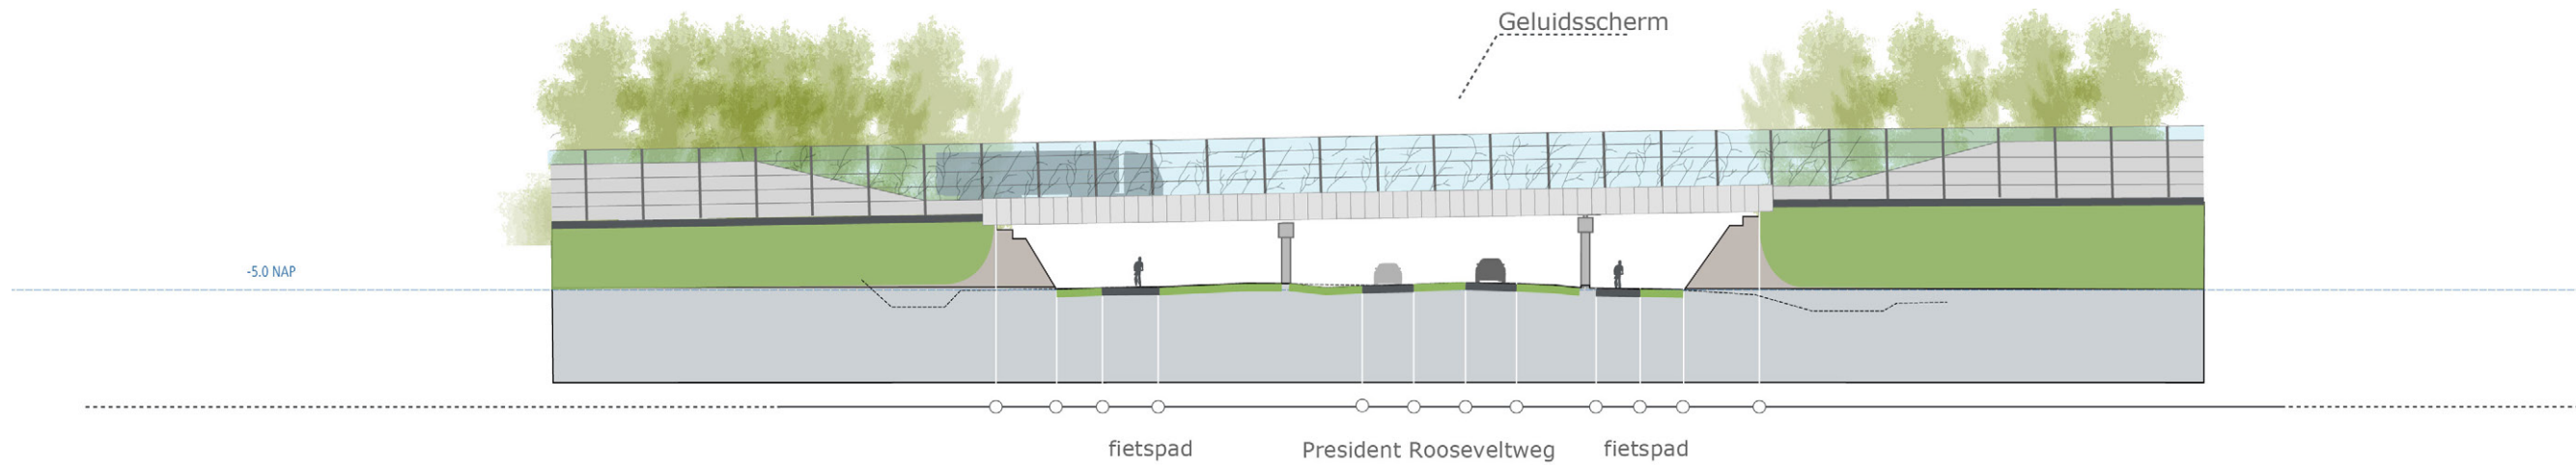 Geluidsscherm
-5.0 NAP
fietspad
President Rooseveltweg
fietspad